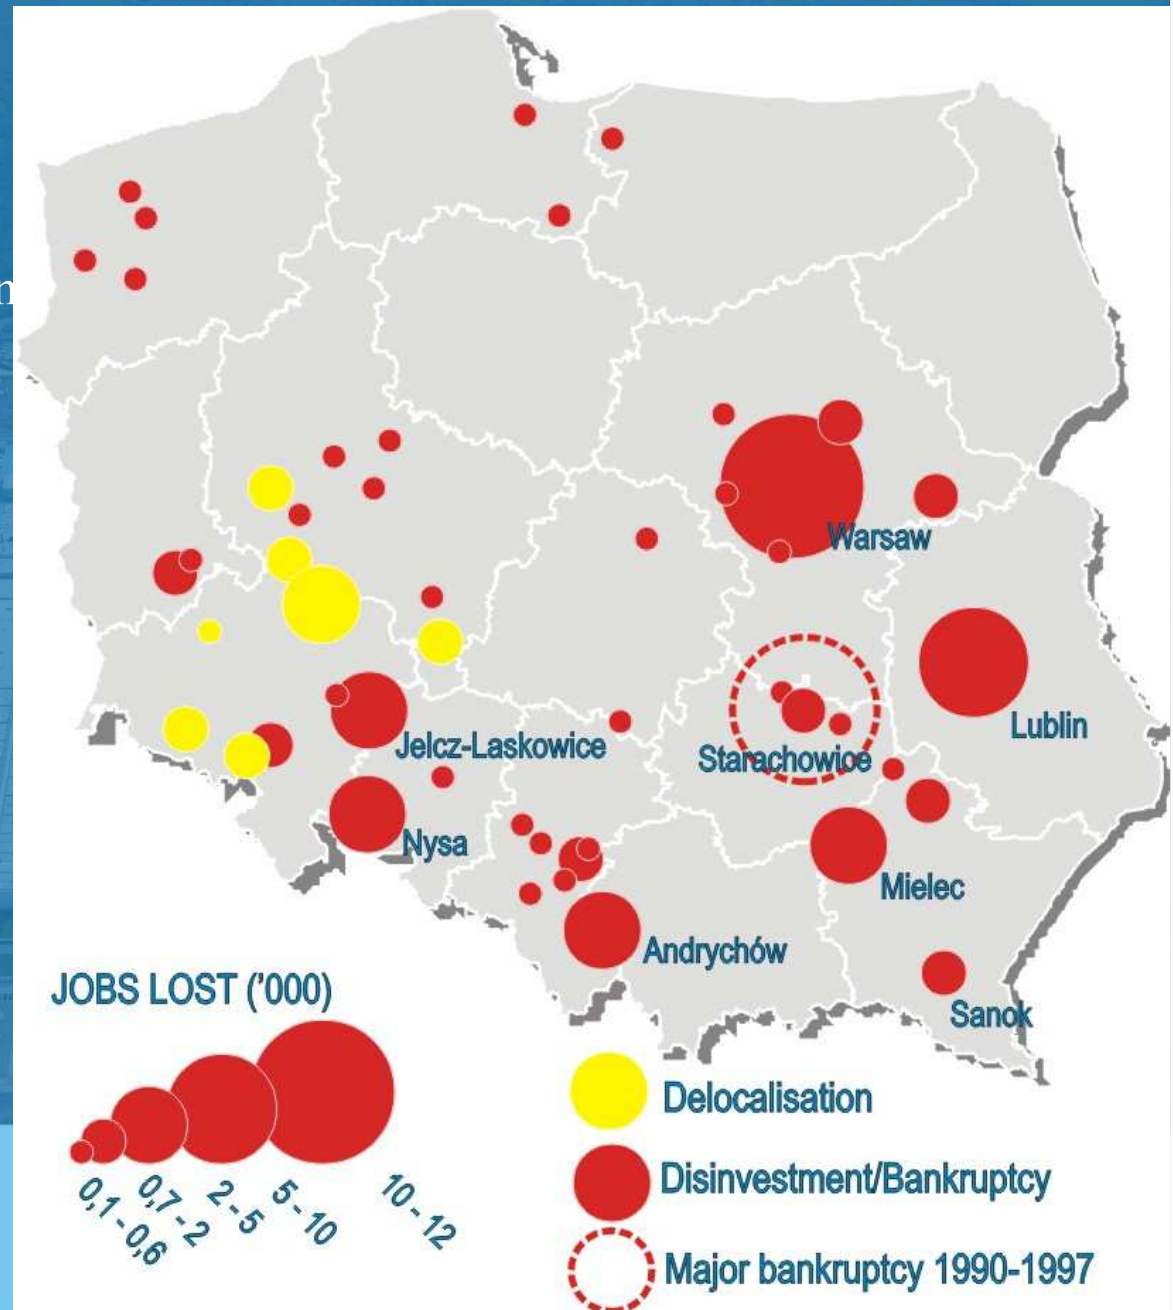 Warsaw
Lublin
Jelcz-Laskowice
Starachowice
Nysa
Mielec
Andrychów
Sanok
JOBS LOST ('000)
0,1 - 0,6
0,7 - 2
2 - 5
5 - 10
10 - 12
Delocalisation
Disinvestment/Bankruptcy
Major bankruptcy 1990-1997